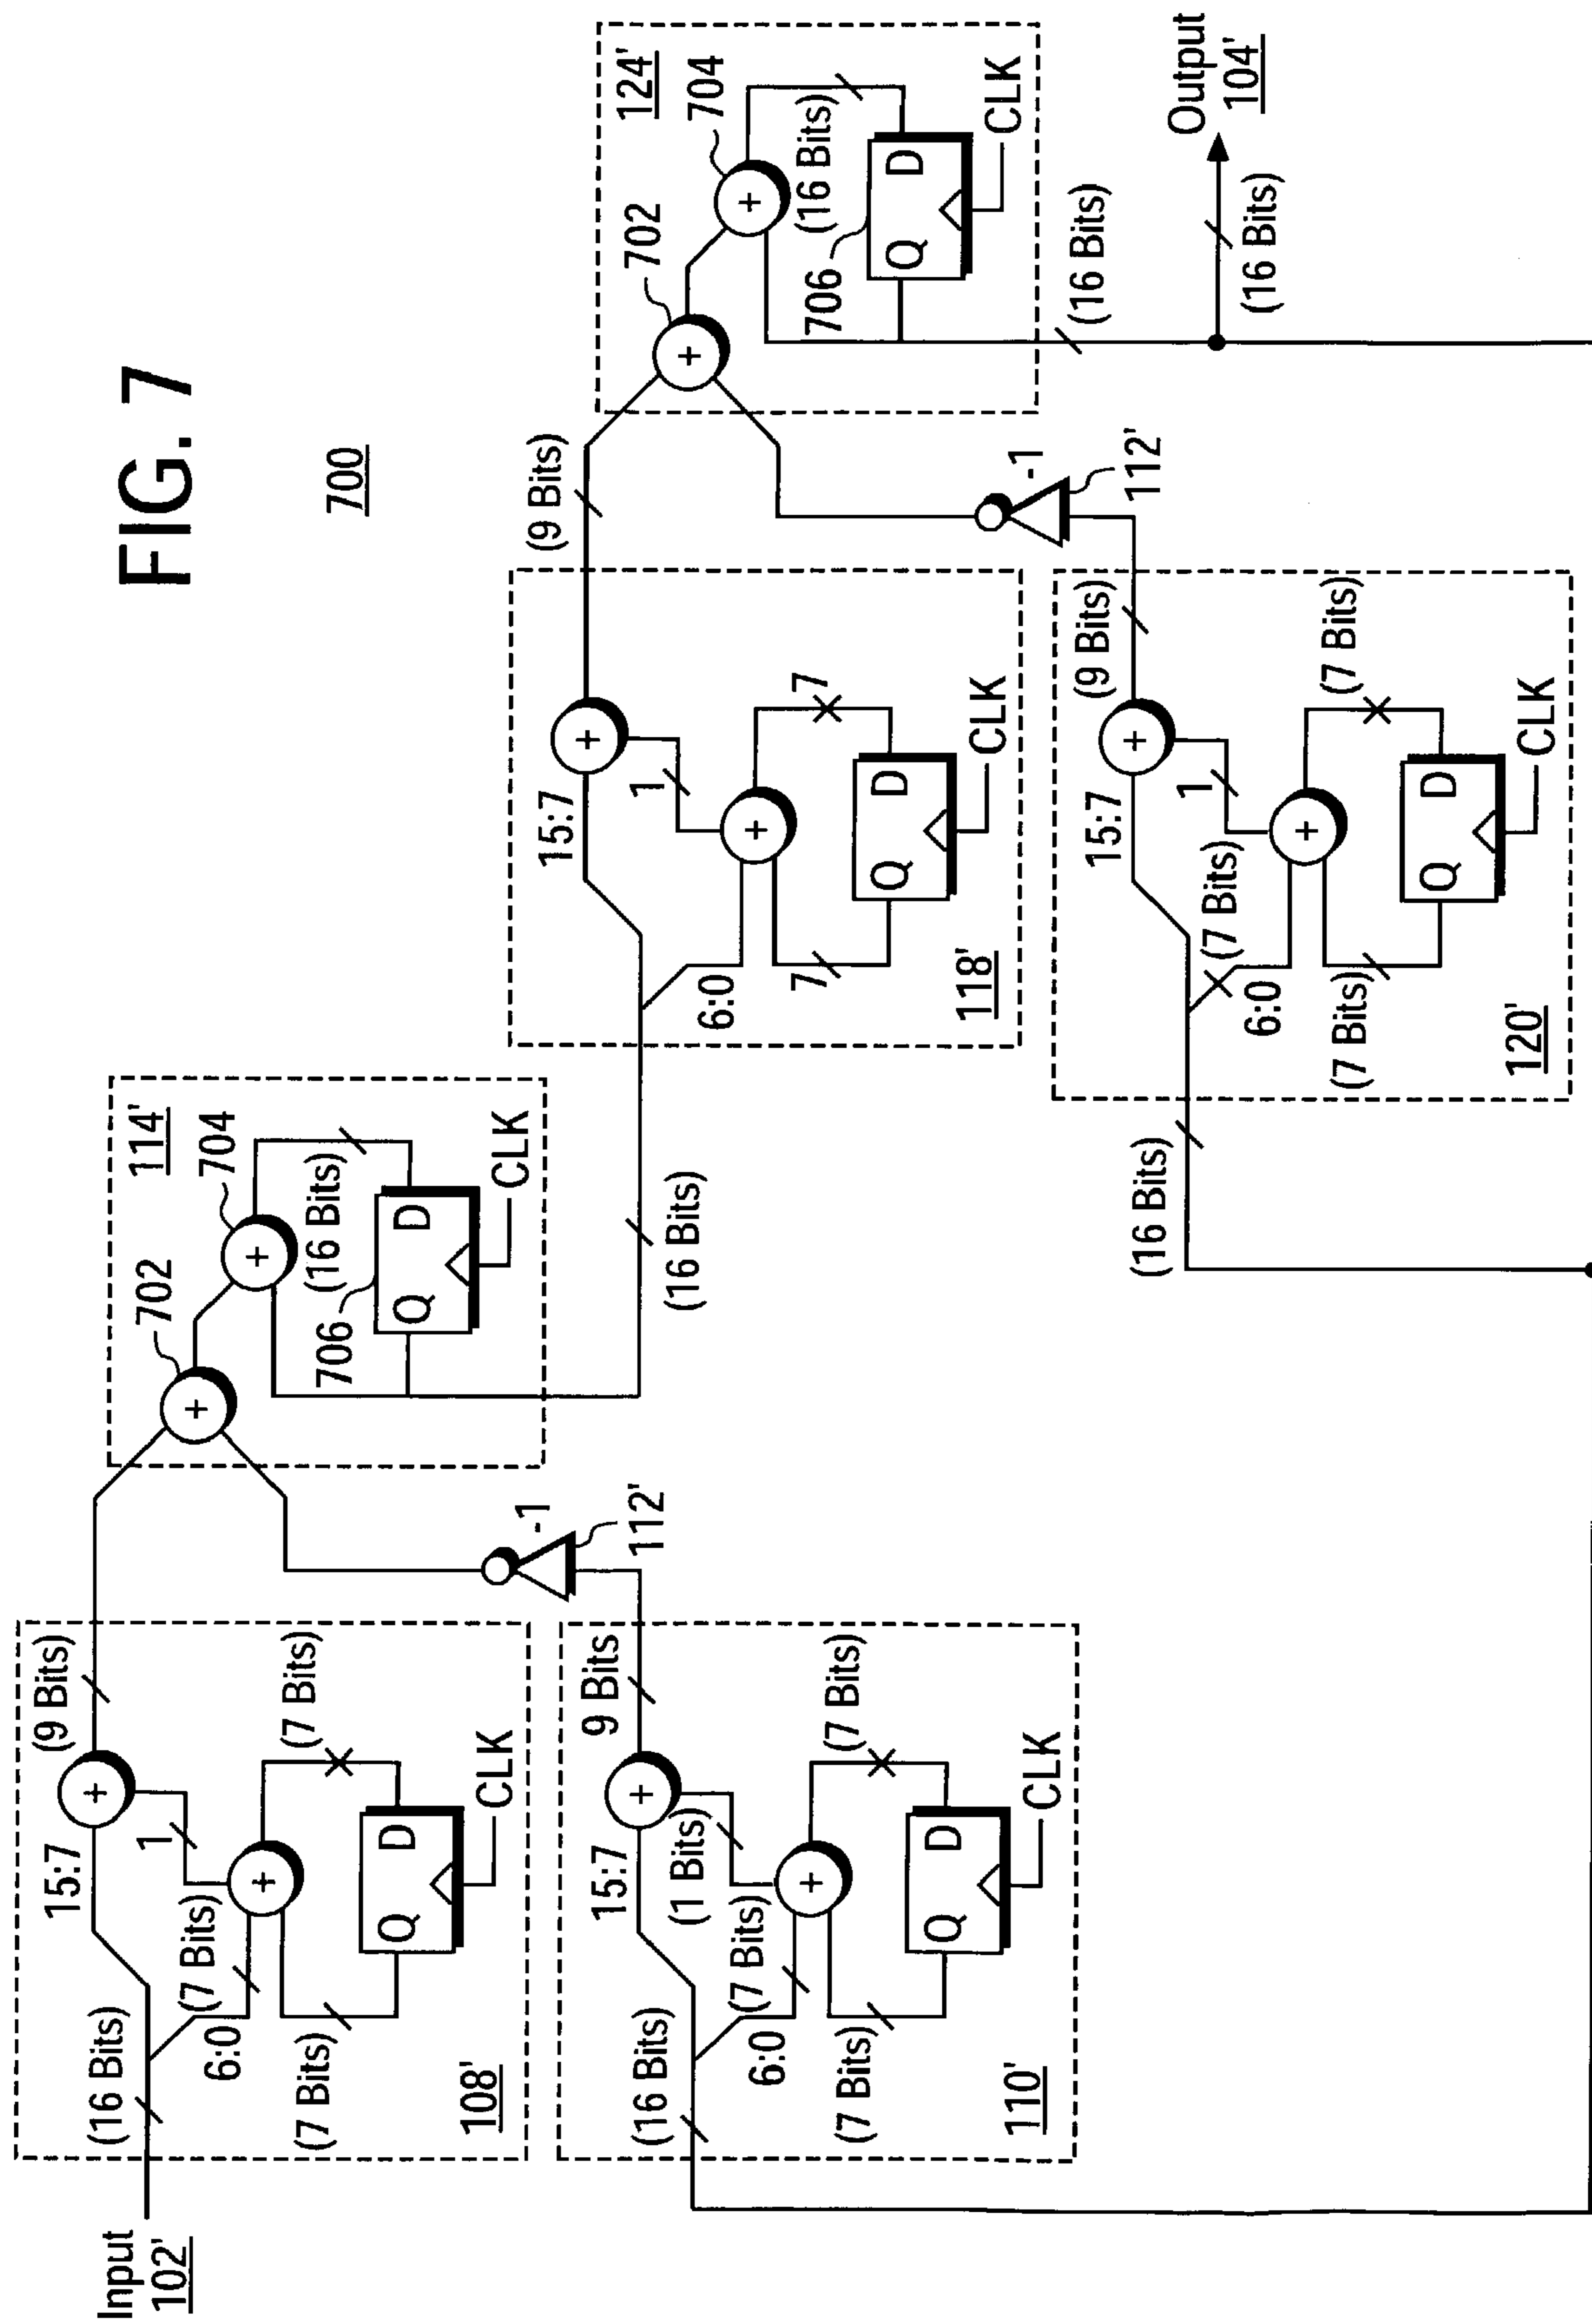 FIG. 7
700
Input
102'
(16 Bits)
15:7
(9 Bits)
1
(7 Bits)
6:0
(7 Bits)
(7 Bits)
Q
D
CLK
108'
(16 Bits)
15:7
9 Bits
(1 Bits)
(7 Bits)
6:0
(7 Bits)
(7 Bits)
Q
D
CLK
110'
-1
112'
114'
702
704
+
+
(16 Bits)
706
Q
D
CLK
(16 Bits)
15:7
(9 Bits)
1
6:0
7
7
Q
D
CLK
118'
(16 Bits)
15:7
(9 Bits)
1
(7 Bits)
6:0
(7 Bits)
(7 Bits)
Q
D
CLK
120'
-1
112'
124'
702
704
+
+
(16 Bits)
706
Q
D
CLK
(16 Bits)
Output
104'
(16 Bits)
+
+
+
+
+
+
+
+